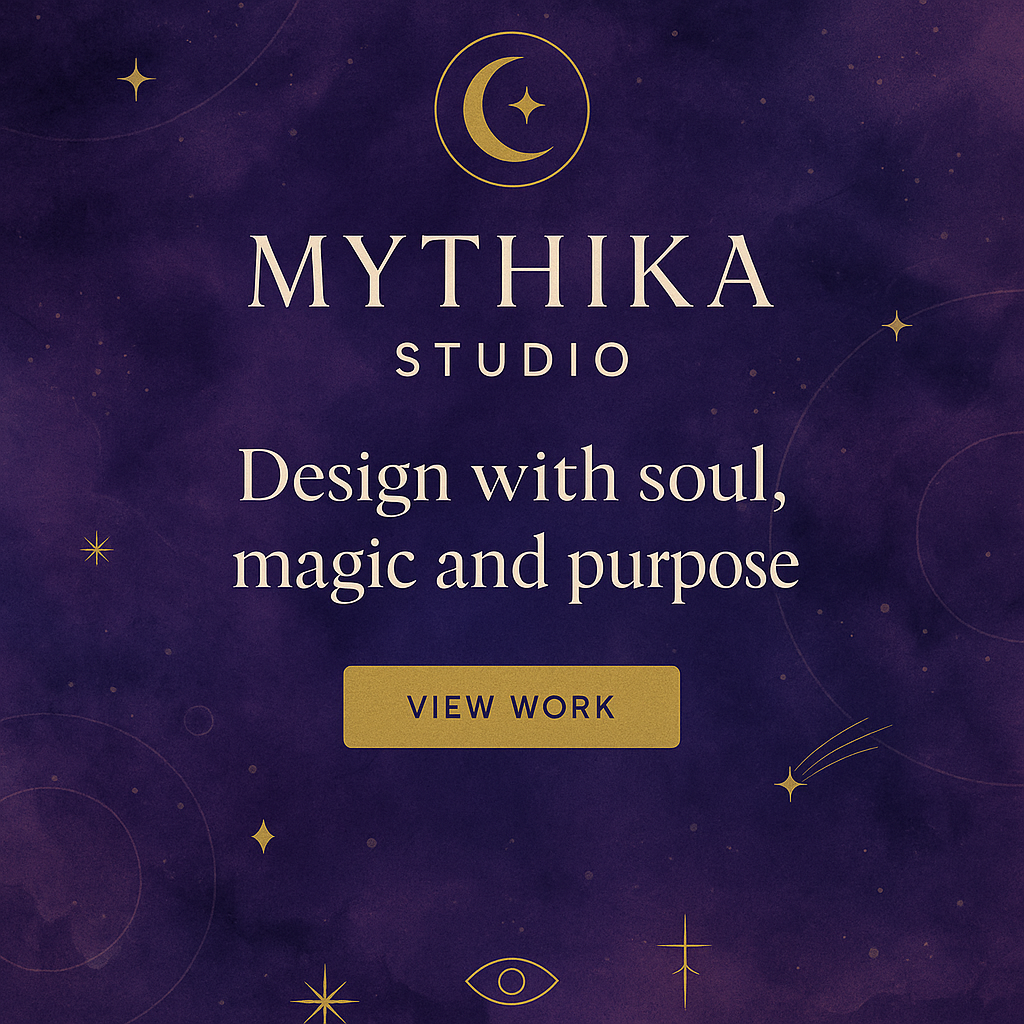 MYTHIKA
STUDIO
Design with soul,
magic and purpose
VIEW WORK